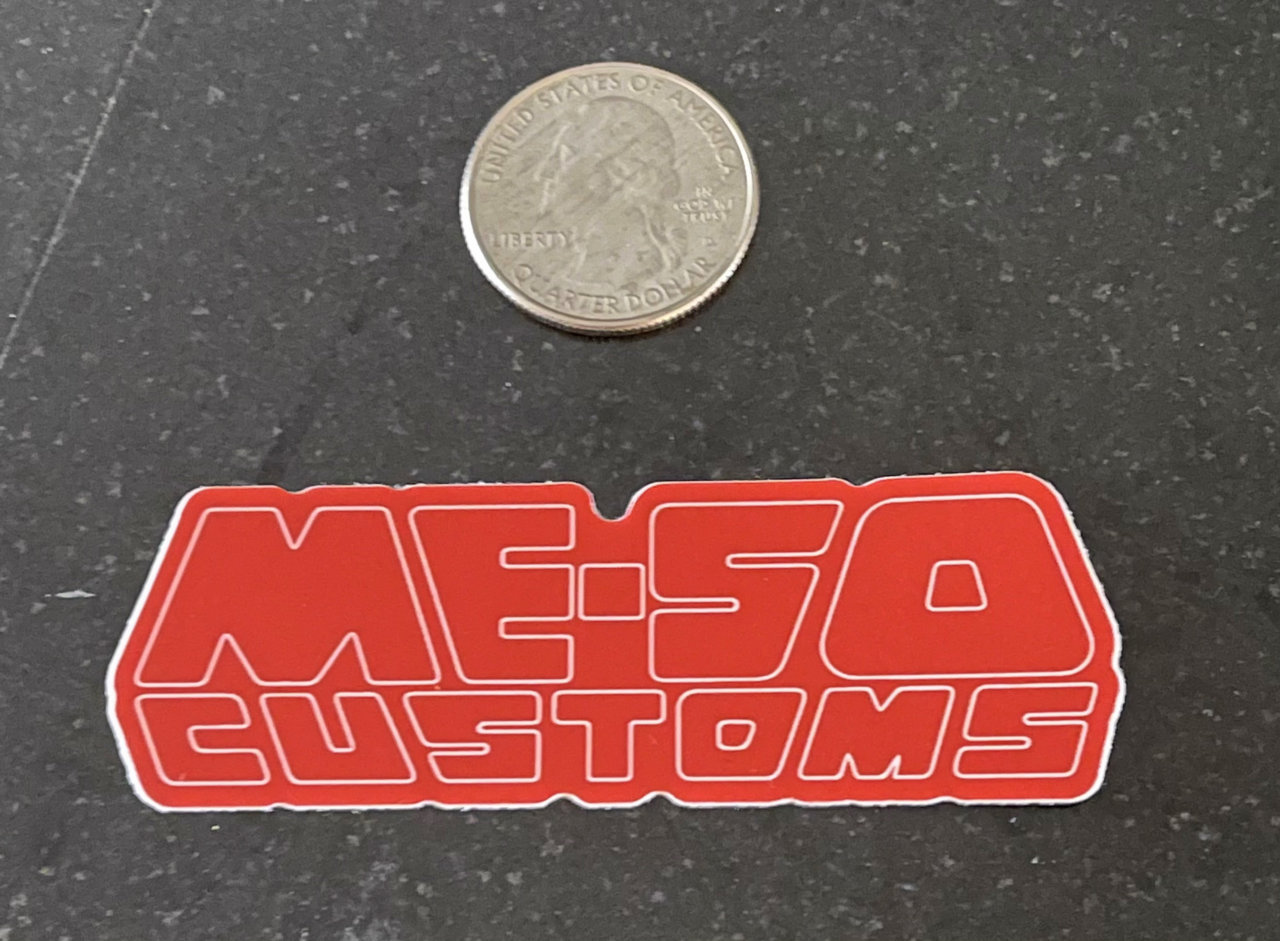 UNITED STATES OF AMERICA
LIBERTY
IN
GOD WE
TRUST
P
QUARTER DOLLAR
ME-SO
CUSTOMS